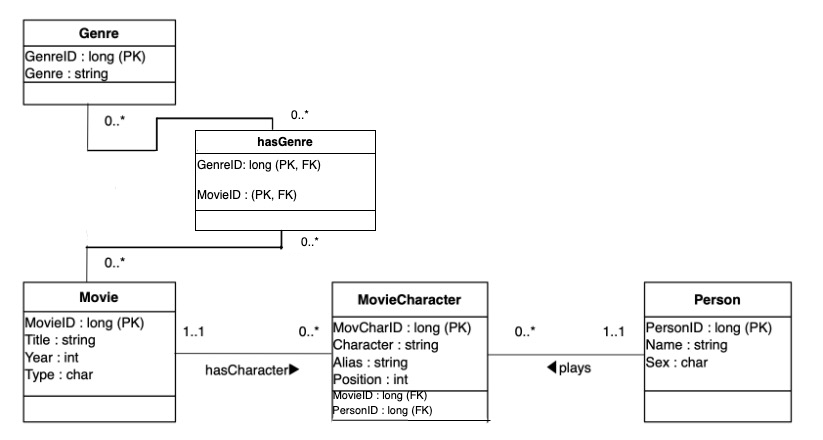 Genre
GenreID : long (PK)
Genre : string
0..*
0..*
hasGenre
GenreID: long (PK, FK)
MovieID : (PK, FK)
0..*
0..*
Movie
MovieID : long (PK)
Title : string
Year : int
Type : char
1..1
0..*
hasCharacter▶
MovieCharacter
MovCharID : long (PK)
Character : string
Alias : string
Position : int
MovieID : long (FK)
PersonID : long (FK)
0..*
1..1
◀plays
Person
PersonID : long (PK)
Name : string
Sex : char